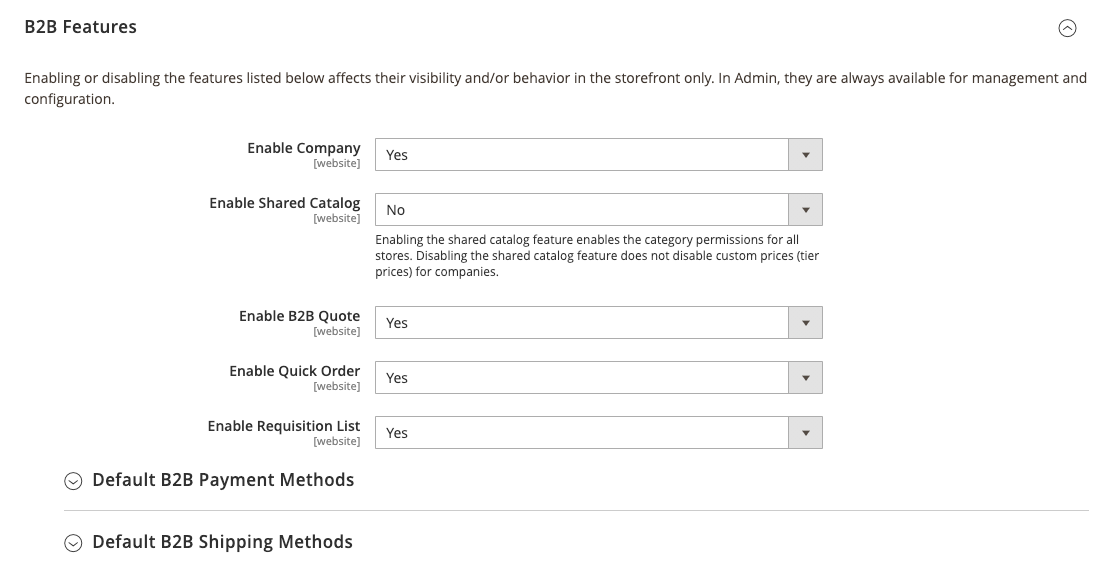 B2B Features
Enabling or disabling the features listed below affects their visibility and/or behavior in the storefront only. In Admin, they are always available for management and
configuration.
Enable Company
[website]
Yes
Enable Shared Catalog
[website]
No
Enabling the shared catalog feature enables the category permissions for all
stores. Disabling the shared catalog feature does not disable custom prices (tier
prices) for companies.
Enable B2B Quote
[website]
Yes
Enable Quick Order
[website]
Yes
Enable Requisition List
[website]
Yes
Default B2B Payment Methods
Default B2B Shipping Methods